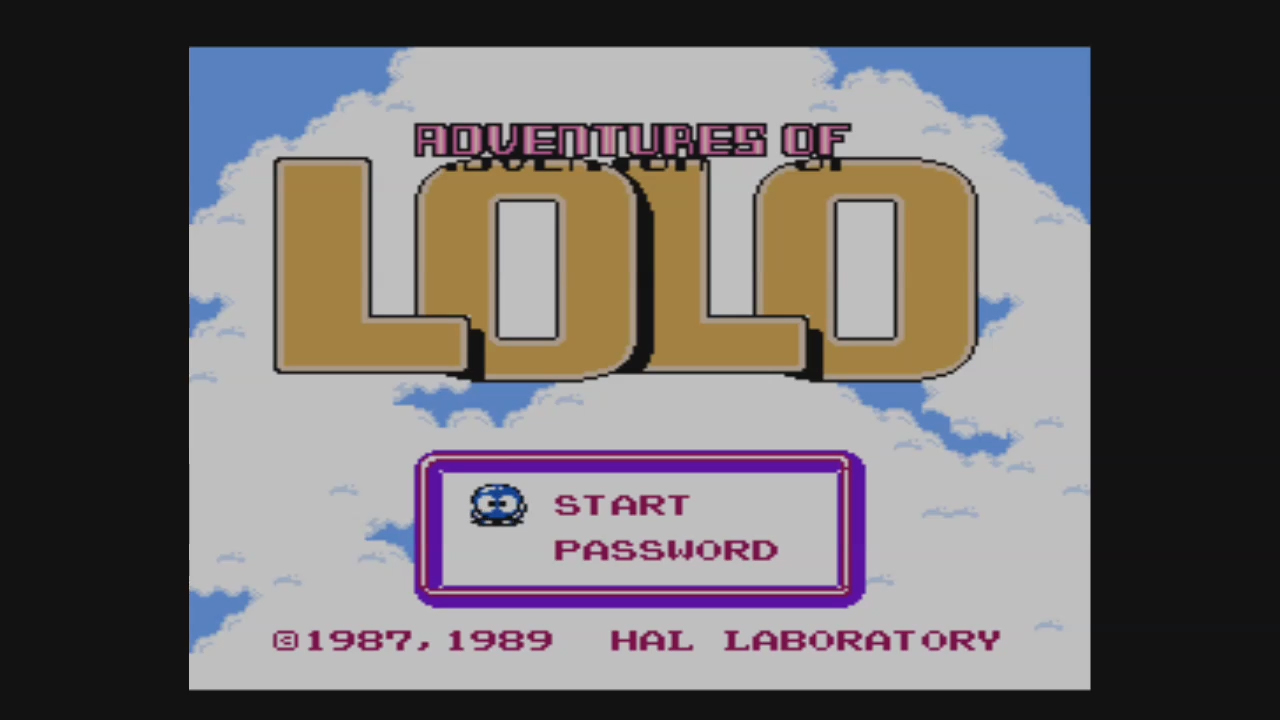 ADVENTURES OF
LOLO
START
PASSWORD
©1987,1989 HAL LABORATORY